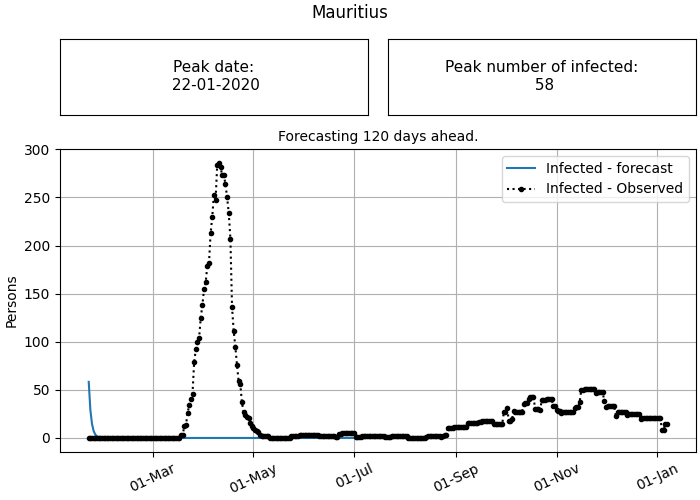 Mauritius
Peak date:
22-01-2020
Peak number of infected:
58
Forecasting 120 days ahead.
Infected - forecast
Infected - Observed
Persons
300
250
200
150
100
50
0
01-Mar
01-May
01-Jul
01-Sep
01-Nov
01-Jan